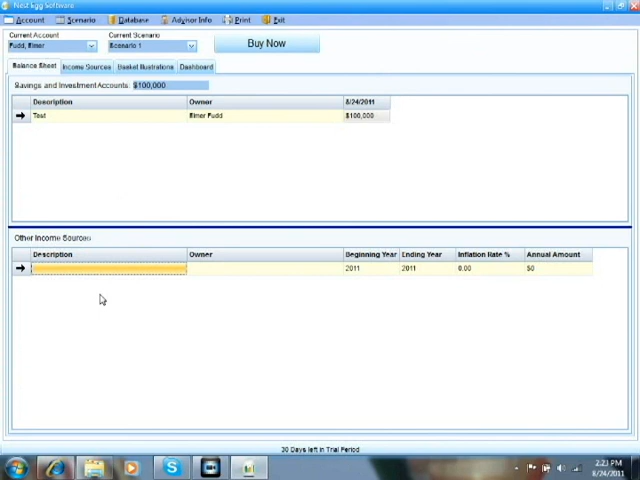 Nest Egg Software
Account Scenario Database Advisor Info Print Exit
Current Account Current Scenario
Fudd, Elmer Scenario 1 Buy Now
Balance Sheet Income Sources Basket Illustrations Dashboard
Savings and Investment Accounts: $100,000
Description Owner 8/24/2011
Test Elmer Fudd $100,000
Other Income Sources
Description Owner Beginning Year Ending Year Inflation Rate % Annual Amount
2011 2011 0.00 $0
30 Days left in Trial Period
2:23 PM
8/24/2011